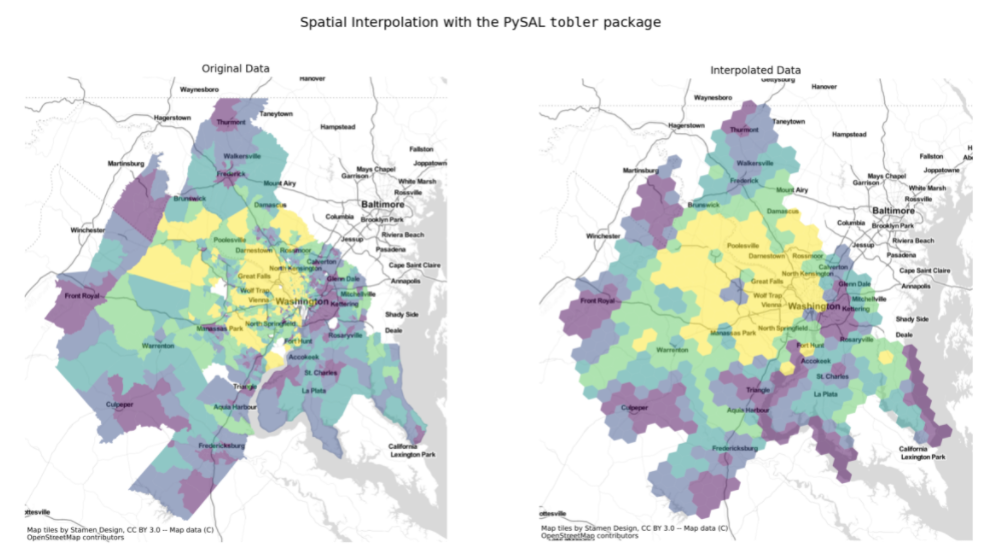 Spatial Interpolation with the PySAL tobler package
Original Data
Hanover
Waynesboro
Hagerstown
Taneytown
Thurmont
Hampstead
Fallston
Walkersville
Martinsburg
Joppatown
Frederick
Mays Chapel
Garrison
Mount Airy
White Marsh
Brunswick
Rossville
Damascus
Baltimore
Columbia
Brooklyn Park
Winchester
Riviera Beach
Poolesville
Jessup
Darnestown
Rossmoor
Pasadena
Calverton
North Kensington
Cape Saint Claire
Great Falls
Glenn Dale
Annapolis
Wolf Trap
Mitchellville
Front Royal
Vienna
Washington
Kettering
Shady Side
Manassas Park
North Springfield
Deale
Rosaryville
Fort Hunt
Warrenton
Accokeek
St. Charles
Triangle
La Plata
Culpeper
Aquia Harbour
Fredericksburg
California
Lexington Park
ttesville
Map tiles by Stamen Design, CC BY 3.0 -- Map data (C)
OpenStreetMap contributors
Interpolated Data
Gettysburg
Hanover
Waynesboro
Hagerstown
Taneytown
Thurmont
Hampstead
H
Fallston
Walkersville
Martinsburg
Joppatowne
Frederick
Mays Chapel
Garrison
Mount Airy
White Marsh
Brunswick
Rossville
Damascus
Baltimore
Columbia
Brooklyn Park
Winchester
Riviera Beach
Poolesville
Jessup
Darnestown
Rossmoor
Pasadena
Calverton
North Kensington
Cape Saint Claire
Great Falls
Glenn Dale
Annapolis
Wolf Trap
Mitchellville
Front Royal
Vienna
Washington
Kettering
Shady Side
Manassas Park
North Springfield
Deale
Rosaryville
Fort Hunt
Warrenton
Accokeek
St. Charles
Triangle
La Plata
Culpeper
Aquia Harbour
Fredericksburg
California
Lexington Park
ottesville
Map tiles by Stamen Design, CC BY 3.0 -- Map data (C)
OpenStreetMap contributors